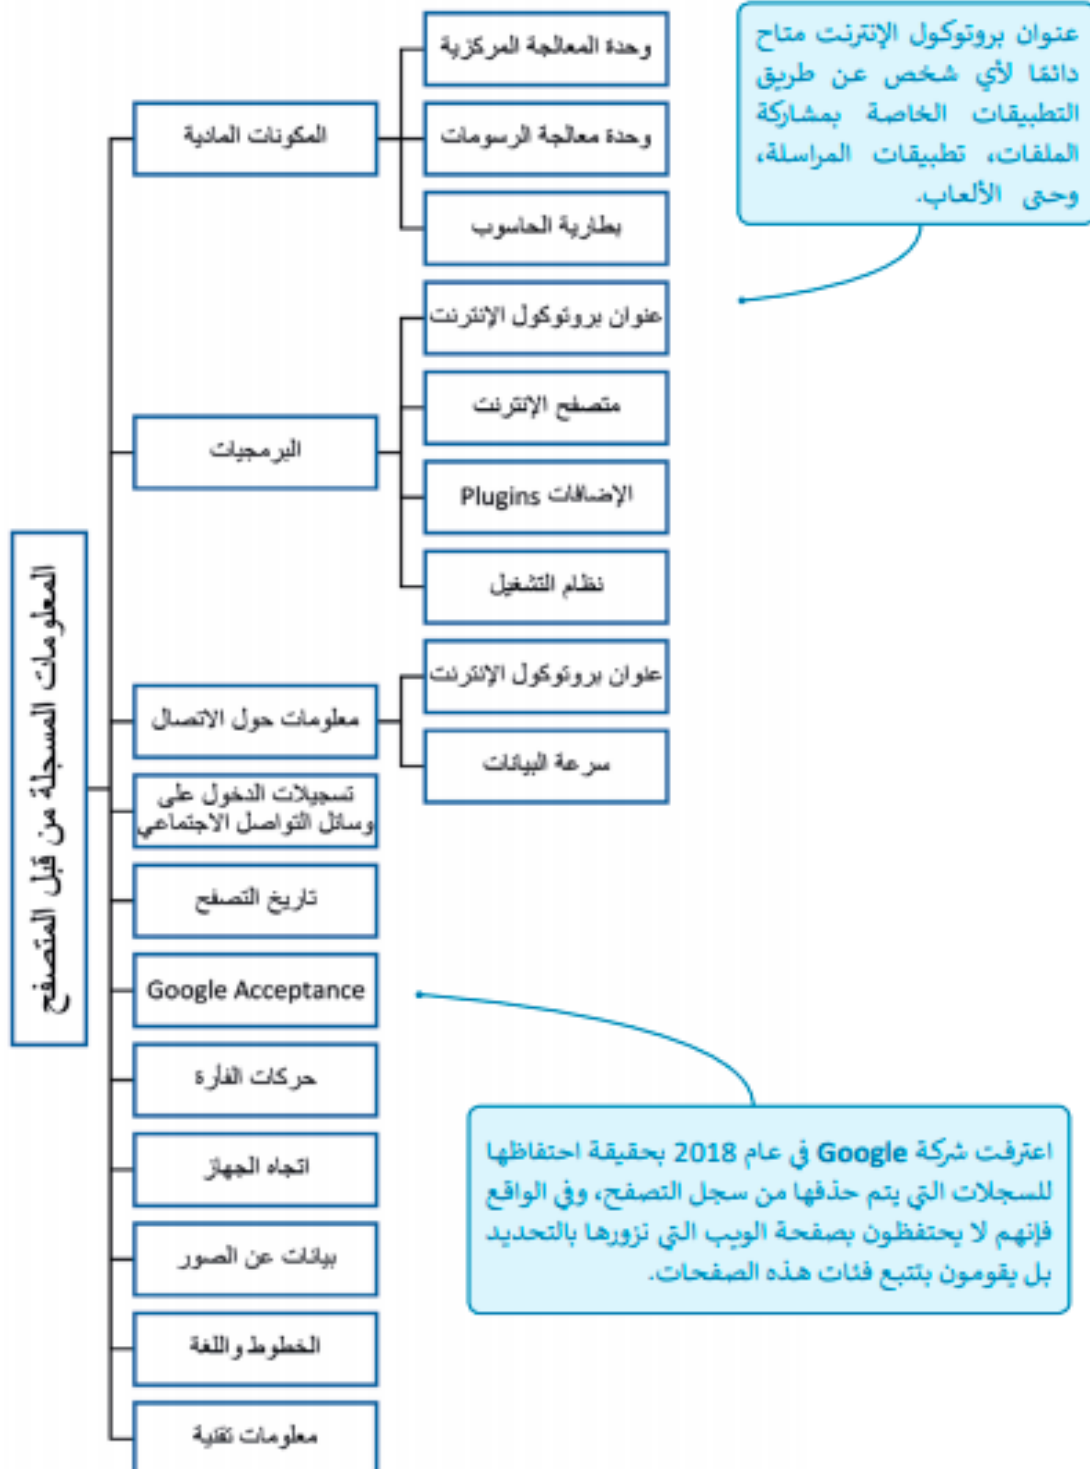 عنوان بروتوكول الإنترنت متاح
دائمًا لأي شخص عن طريق
التطبيقات الخاصة بمشاركة
الملفات، تطبيقات المراسلة،
وحتى الألعاب.
المعلومات المسجلة من قبل المتصفح
المكونات المادية
وحدة المعالجة المركزية
وحدة معالجة الرسومات
بطارية الحاسوب
البرمجيات
عنوان بروتوكول الإنترنت
متصفح الإنترنت
الإضافات Plugins
نظام التشغيل
معلومات حول الاتصال
عنوان بروتوكول الإنترنت
سرعة البيانات
تسجيلات الدخول على
وسائل التواصل الاجتماعي
تاريخ التصفح
Google Acceptance
حركات الفأرة
اتجاه الجهاز
بيانات عن الصور
الخطوط واللغة
معلومات تقنية
اعترفت شركة Google في عام 2018 بحقيقة احتفاظها
للسجلات التي يتم حذفها من سجل التصفح، وفي الواقع
فإنهم لا يحتفظون بصفحة الويب التي نزورها بالتحديد
بل يقومون بتتبع فئات هذه الصفحات.